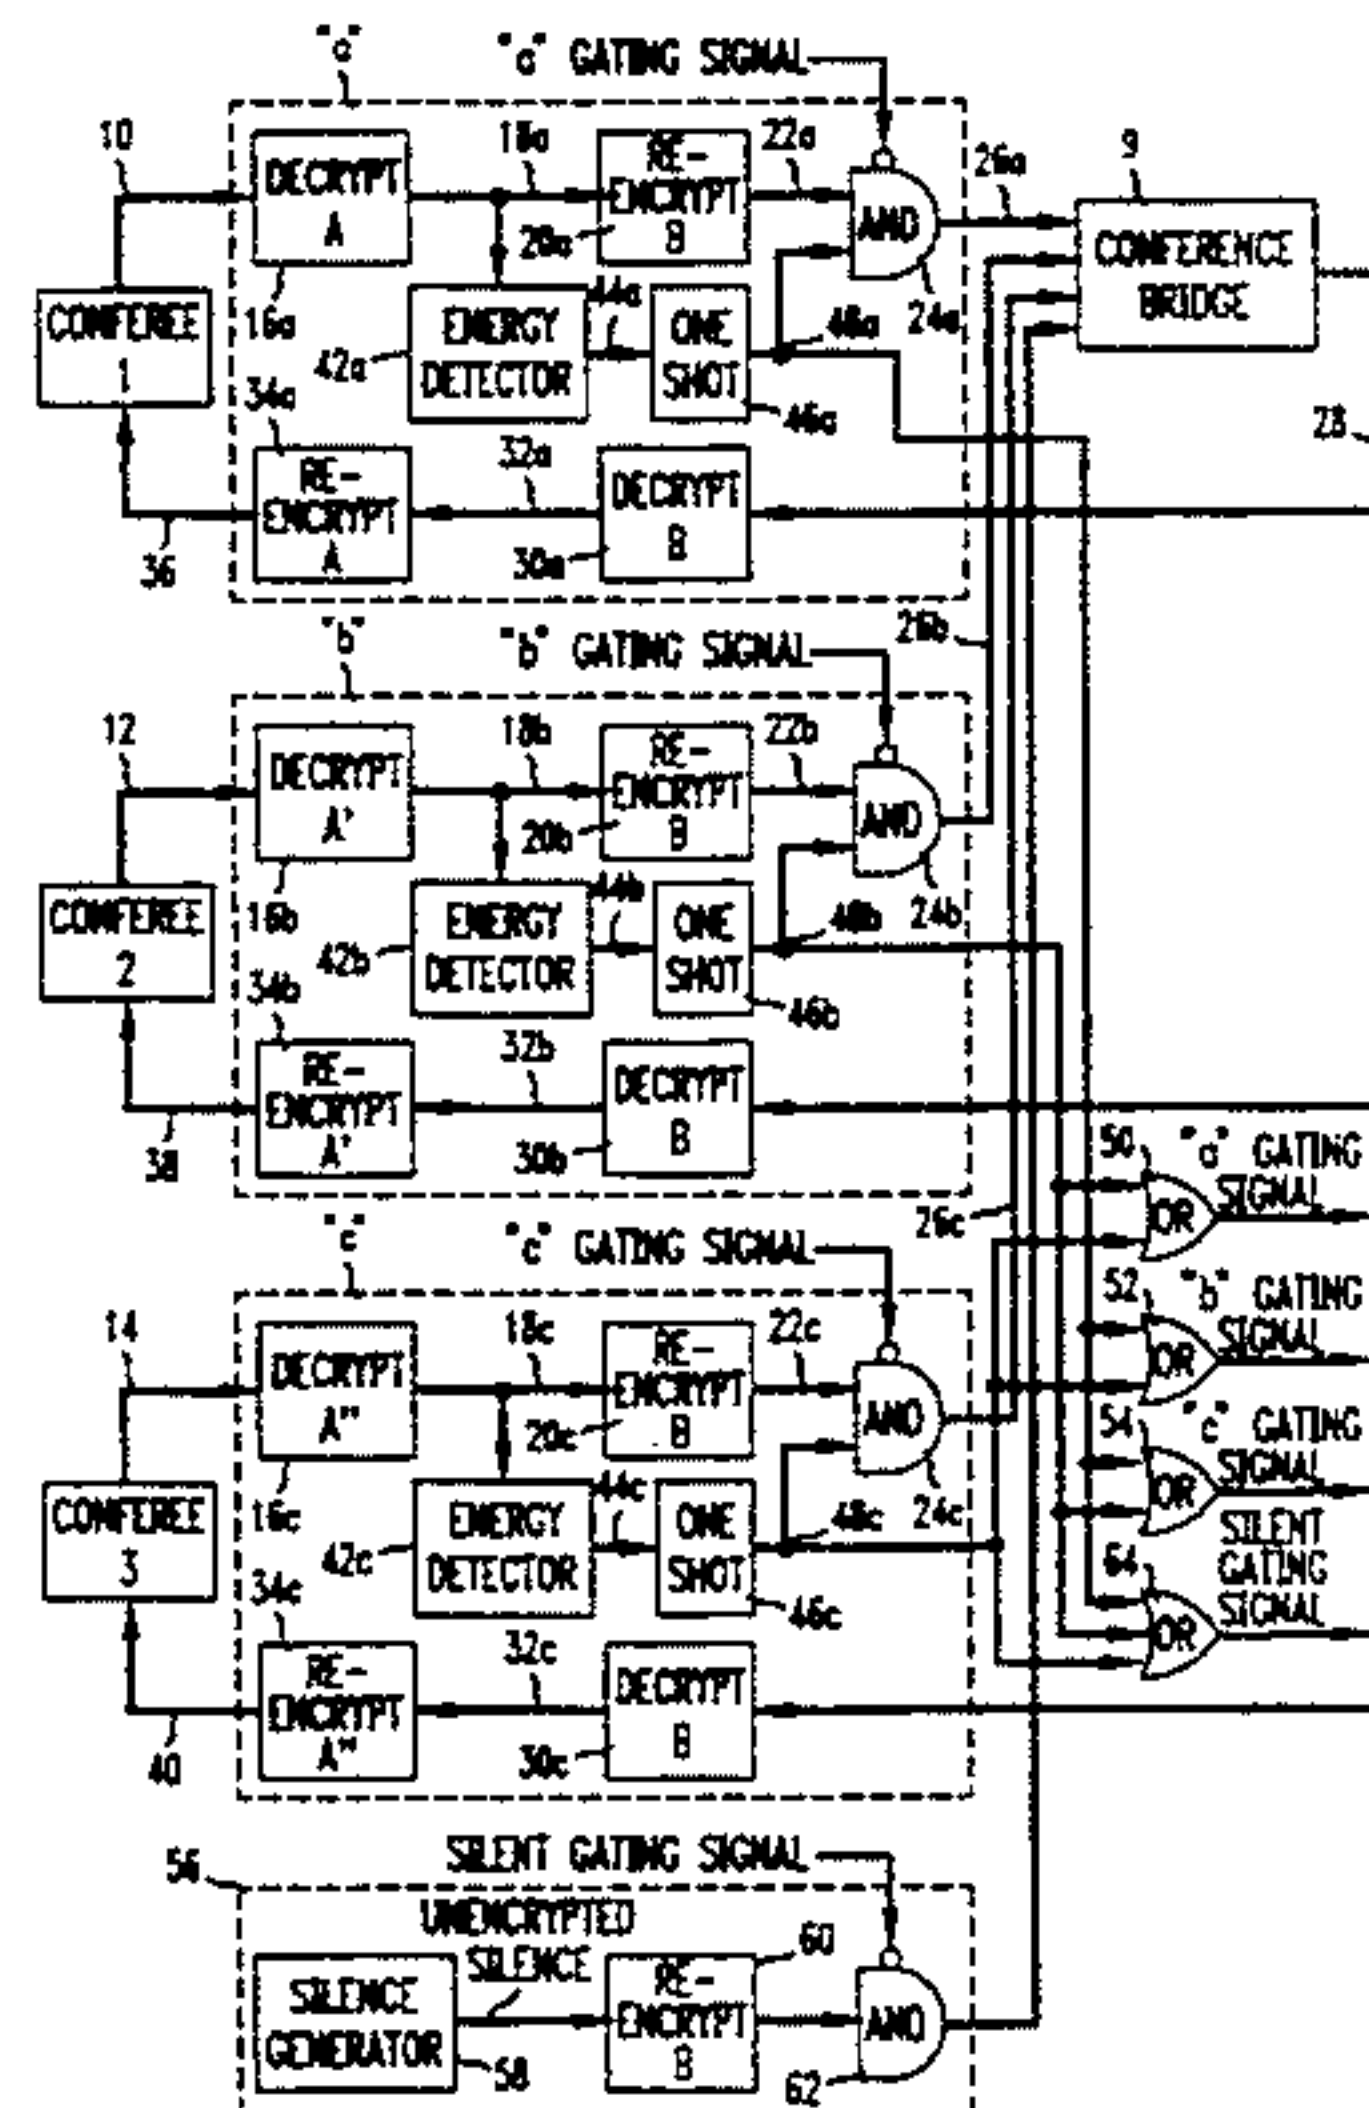 "a"
"a" GATING SIGNAL
10
DECRYPT
A
18a
RE-
ENCRYPT
B
22a
20a
AND
26a
9
CONFERENCE
BRIDGE
CONFEREE
1
16a
42a
ENERGY
DETECTOR
44a
ONE
SHOT
48a
24a
46a
28
34a
RE-
ENCRYPT
A
32a
DECRYPT
B
30a
36
"b"
"b" GATING SIGNAL
26b
12
DECRYPT
A'
18b
RE-
ENCRYPT
B
22b
20b
AND
CONFEREE
2
16b
42b
ENERGY
DETECTOR
44b
ONE
SHOT
48b
24b
46b
34b
RE-
ENCRYPT
A'
32b
DECRYPT
B
30b
38
50
"a" GATING
SIGNAL
OR
26c
"c"
"c" GATING SIGNAL
52
"b" GATING
SIGNAL
OR
14
DECRYPT
A"
18c
RE-
ENCRYPT
B
22c
20c
AND
54
"c" GATING
SIGNAL
OR
CONFEREE
3
16c
42c
ENERGY
DETECTOR
44c
ONE
SHOT
48c
24c
46c
64
SILENT
GATING
SIGNAL
OR
34c
RE-
ENCRYPT
A"
32c
DECRYPT
B
30c
40
SILENT GATING SIGNAL
56
UNENCRYPTED
SILENCE
60
SILENCE
GENERATOR
58
RE-
ENCRYPT
B
AND
62